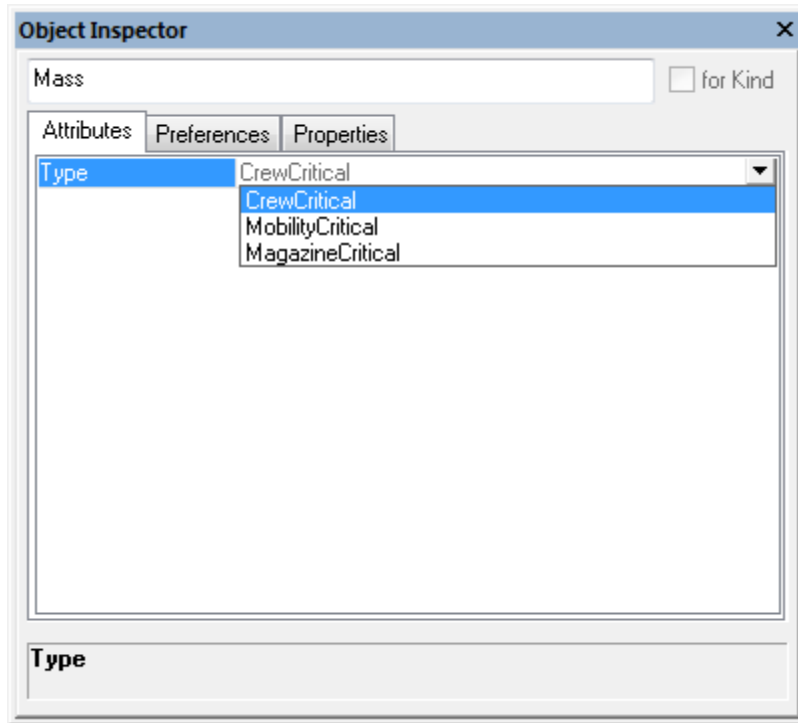 Object Inspector
Mass
for Kind
Attributes Preferences Properties
Type CrewCritical
CrewCritical
MobilityCritical
MagazineCritical
Type